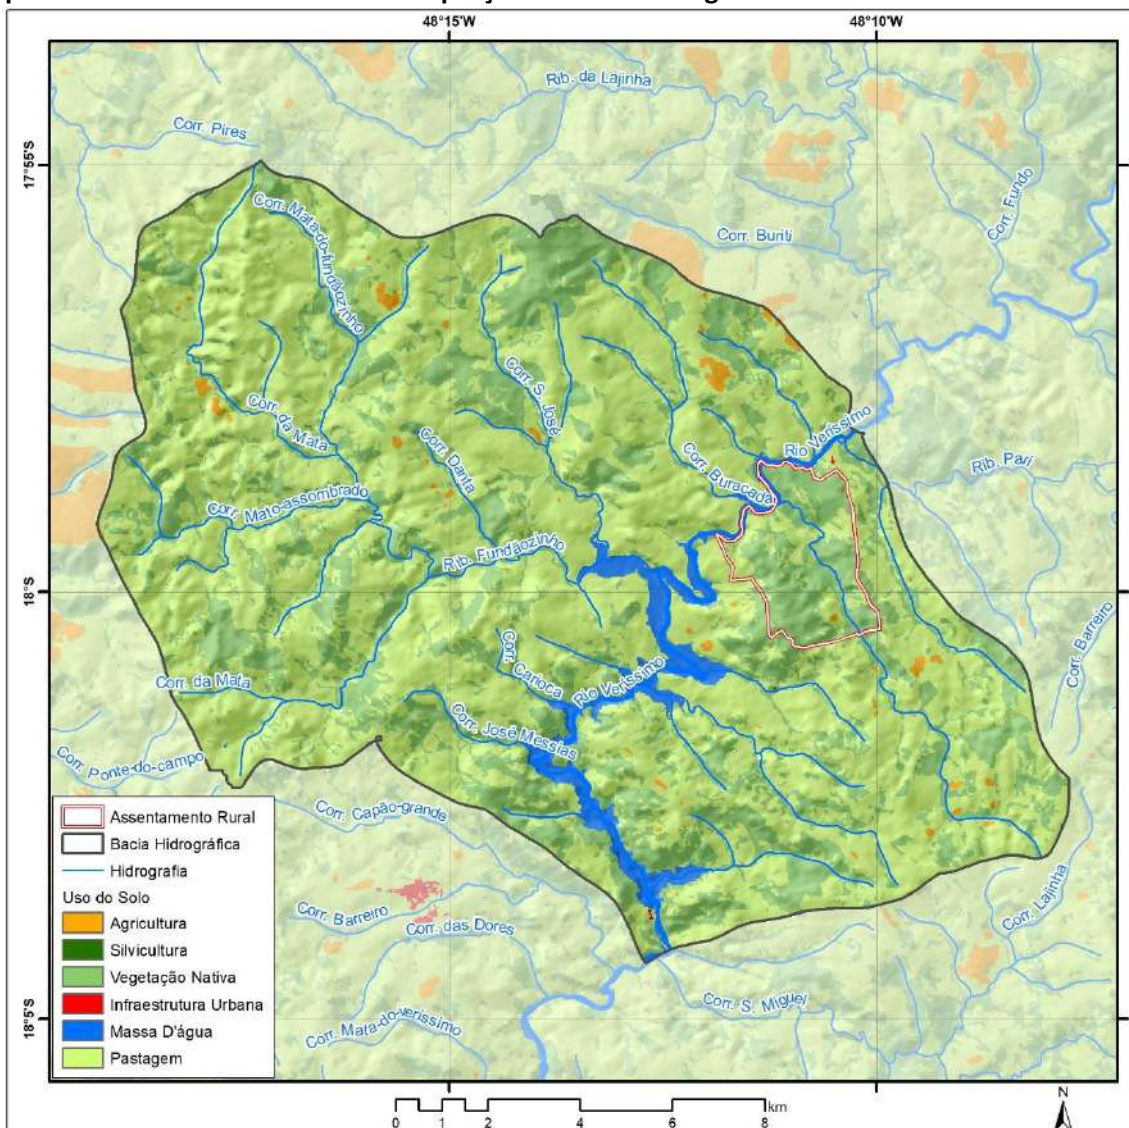 48°15'W
48°10'W
17°55'S
18°S
18°5'S
Rib. da Lajinha
Corr. Pires
Corr. Fundo
Corr. Mata-do-fundãozinho
Corr. Buriti
Corr. S. José
Corr. da Mata
Corr. Danta
Rio Veríssimo
Corr. Buracada
Rib. Pari
Corr. Mato-assombrado
Rib. Fundãozinho
Corr. Barreiro
Corr. Carioca
Rio Veríssimo
Corr. da Mata
Corr. José Messias
Corr. Ponte-do-campo
Corr. Capão-grande
Corr. Barreiro
Corr. das Dores
Corr. Lajinha
Corr. S. Miguel
Corr. Mata-do-veríssimo
Assentamento Rural
Bacia Hidrográfica
Hidrografia
Uso do Solo
Agricultura
Silvicultura
Vegetação Nativa
Infraestrutura Urbana
Massa D'água
Pastagem
0 1 2 4 6 8 km
N